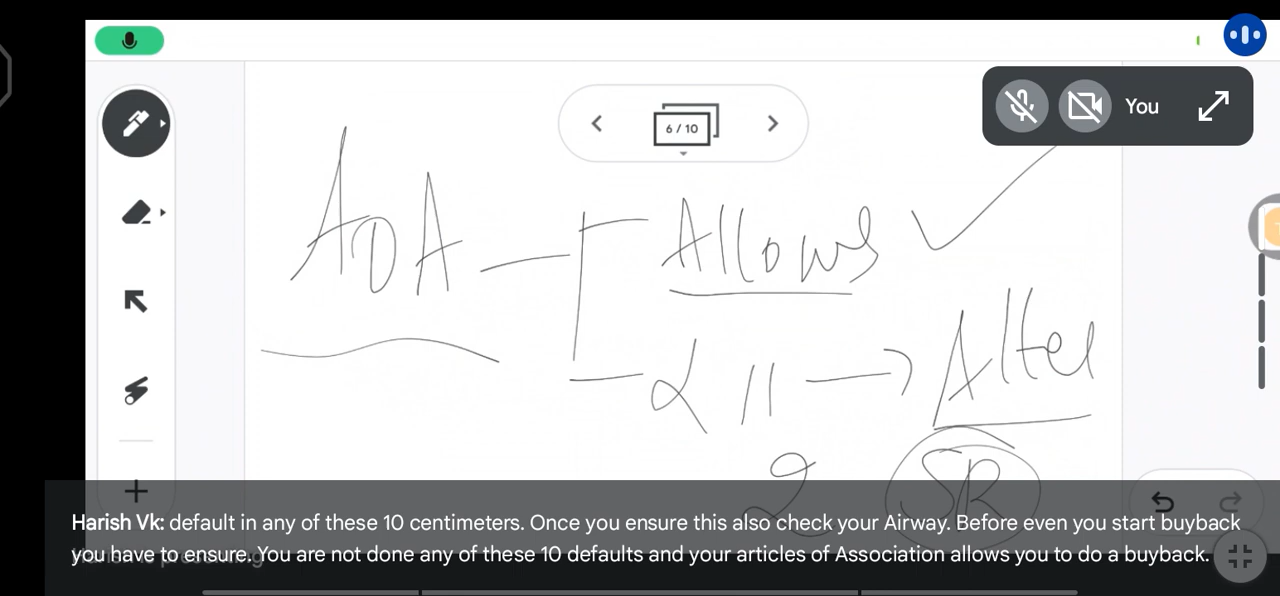 6 / 10
You
AOA
Allows
Alter
SR
Harish Vk: default in any of these 10 centimeters. Once you ensure this also check your Airway. Before even you start buyback
you have to ensure. You are not done any of these 10 defaults and your articles of Association allows you to do a buyback.